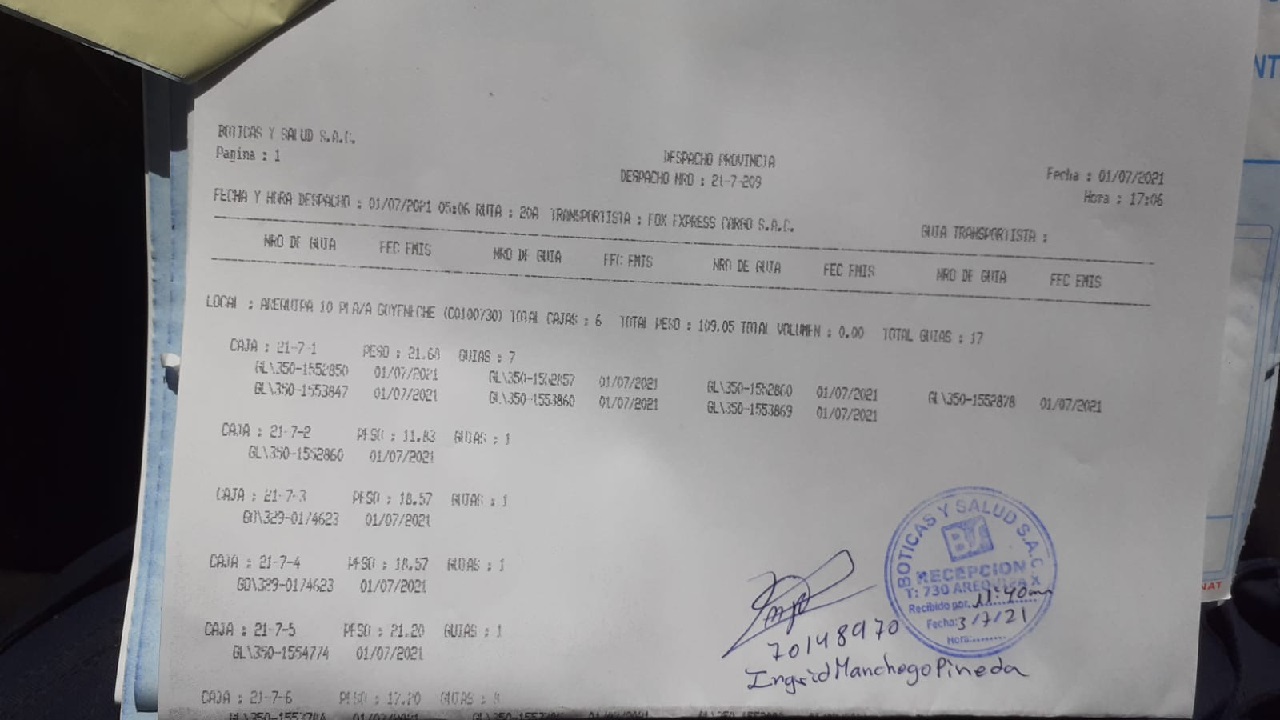 BOTICAS Y SALUD S.A.C.
Pagina : 1
DESPACHO PROVINCIA
DESPACHO NRO : 21-7-209
Fecha : 01/07/2021
Hora : 17:06
FECHA Y HORA DESPACHO : 01/07/2021 05:06 RUTA : 20A TRANSPORTISTA : FOX EXPRESS CARGO S.A.C.
GUIA TRANSPORTISTA :
NRO DE GUIA FEC EMIS NRO DE GUIA FEC EMIS NRO DE GUIA FEC EMIS NRO DE GUIA FEC EMIS
LOCAL : AREQUIPA 10 PLAZA GOYENECHE (C0100730) TOTAL CAJAS : 6 TOTAL PESO : 109.05 TOTAL VOLUMEN : 0.00 TOTAL GUIAS : 17
CAJA : 21-7-1 PESO : 21.68 GUIAS : 7
GL\350-1552850 01/07/2021 GL\350-1552857 01/07/2021 GL\350-1552860 01/07/2021 GL\350-1552878 01/07/2021
GL\350-1553847 01/07/2021 GL\350-1553860 01/07/2021 GL\350-1553869 01/07/2021
CAJA : 21-7-2 PESO : 11.83 GUIAS : 1
GL\350-1552860 01/07/2021
CAJA : 21-7-3 PESO : 18.57 GUIAS : 1
GO\329-0174623 01/07/2021
CAJA : 21-7-4 PESO : 18.57 GUIAS : 1
GO\329-0174623 01/07/2021
CAJA : 21-7-5 PESO : 21.20 GUIAS : 1
GL\350-1554774 01/07/2021
CAJA : 21-7-6 PESO : 17.20 GUIAS :
BOTICAS Y SALUD S.A.C.
BS
RECEPCION
T: 730 AREQUIPA X
Recibido por: 11:40am
Fecha: 3/7/21
Hora:
70148970
Ingrid Manchego Pineda
NT
NAT